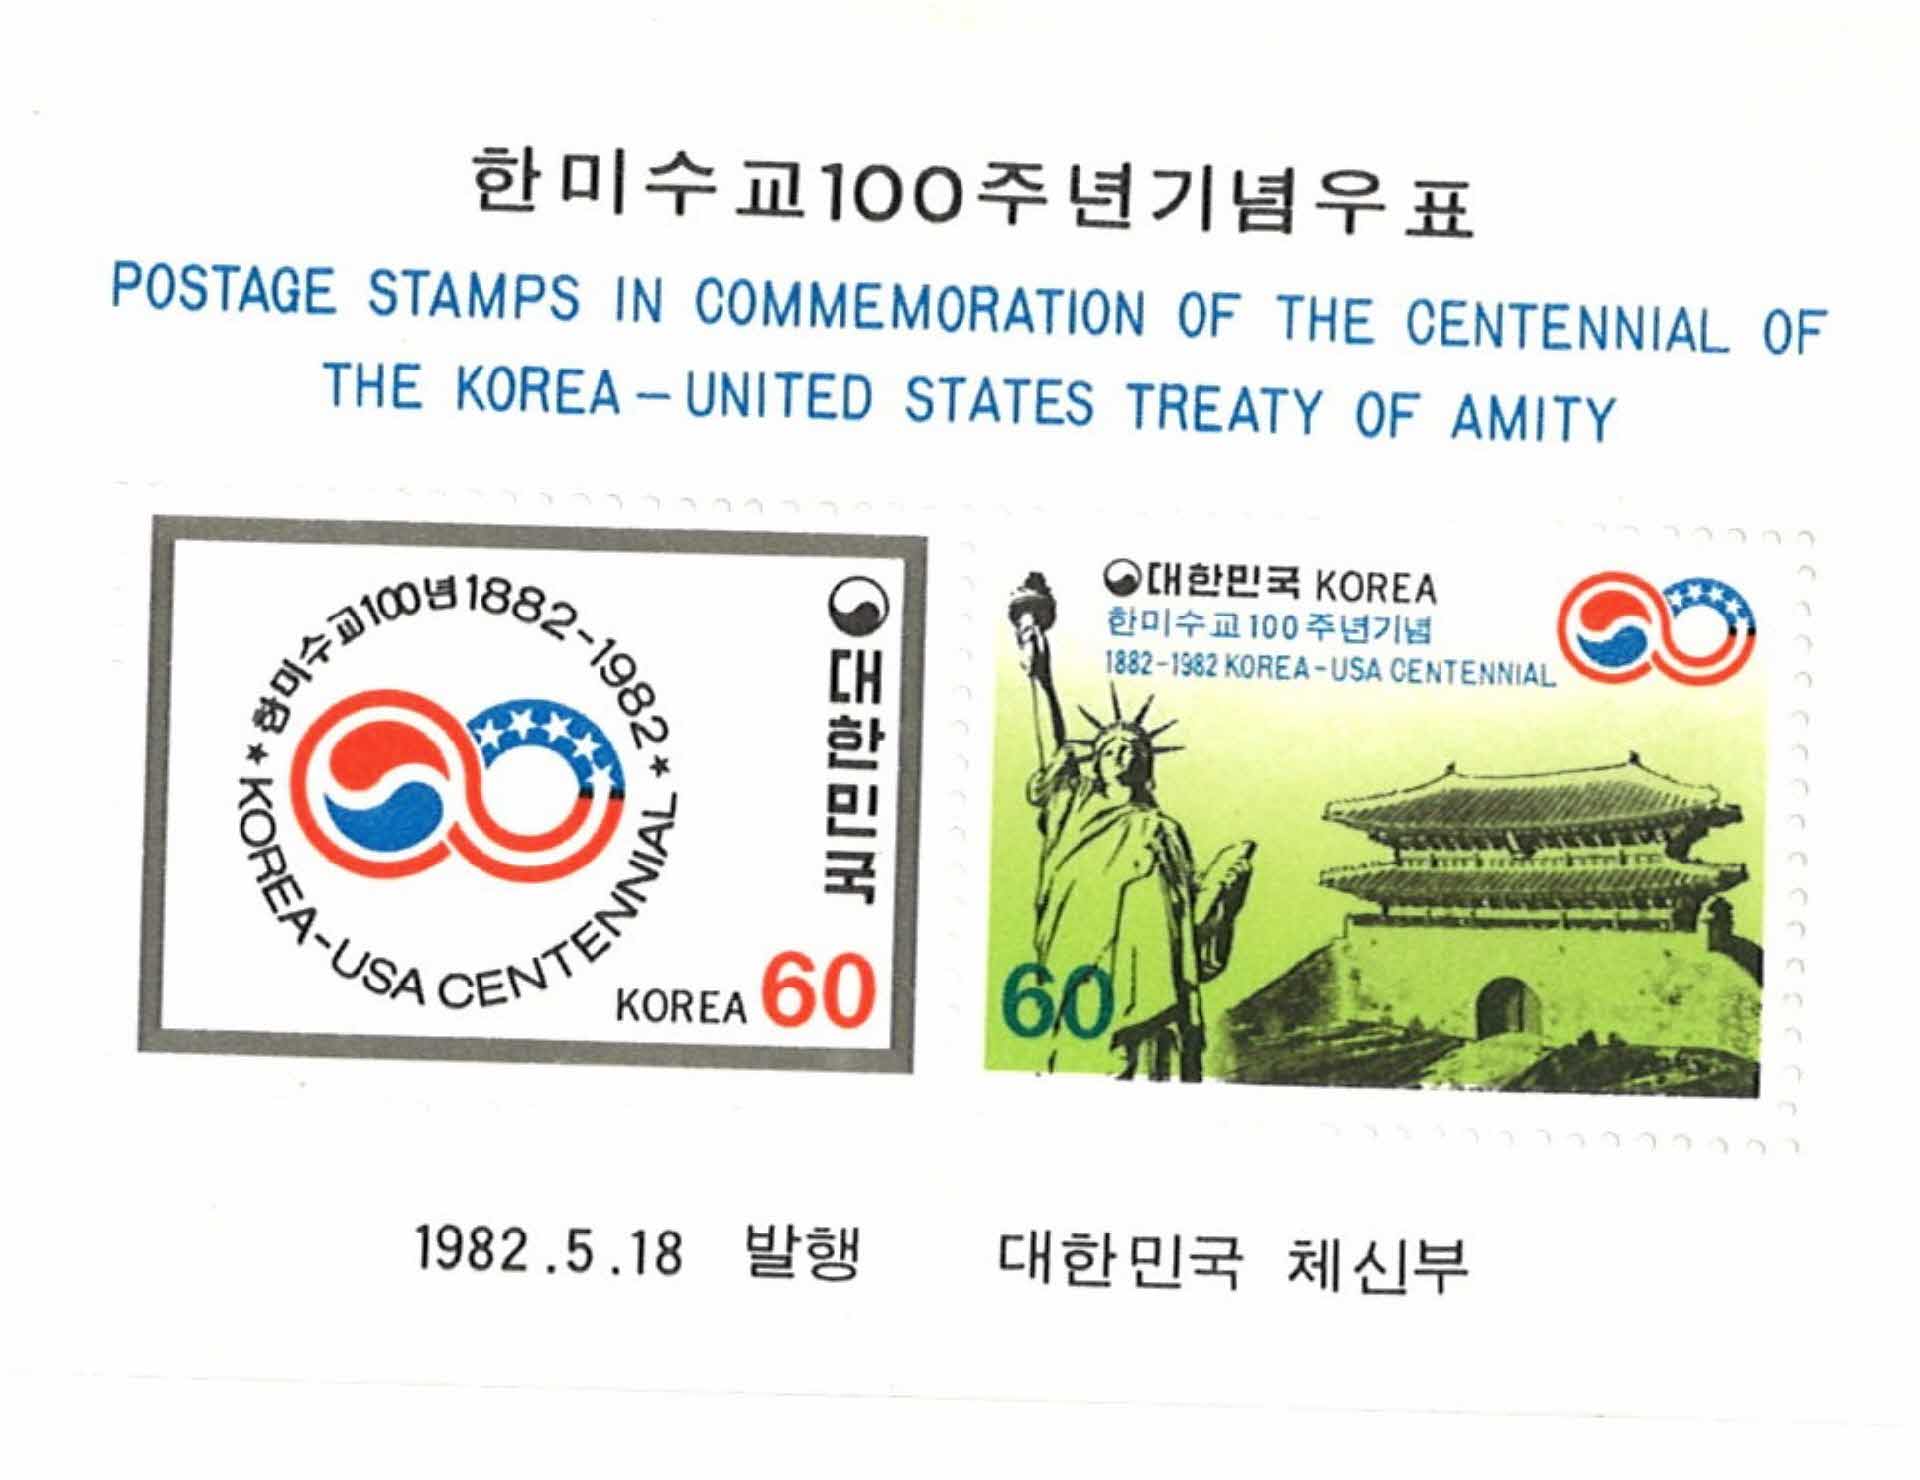 한미수교100주년기념우표
POSTAGE STAMPS IN COMMEMORATION OF THE CENTENNIAL OF
THE KOREA－UNITED STATES TREATY OF AMITY
★한미수교100년1882-1982★
KOREA-USA CENTENNIAL
대한민국
KOREA 60
대한민국 KOREA
한미수교100주년기념
1882-1982 KOREA-USA CENTENNIAL
60
1982.5.18 발행 대한민국 체신부